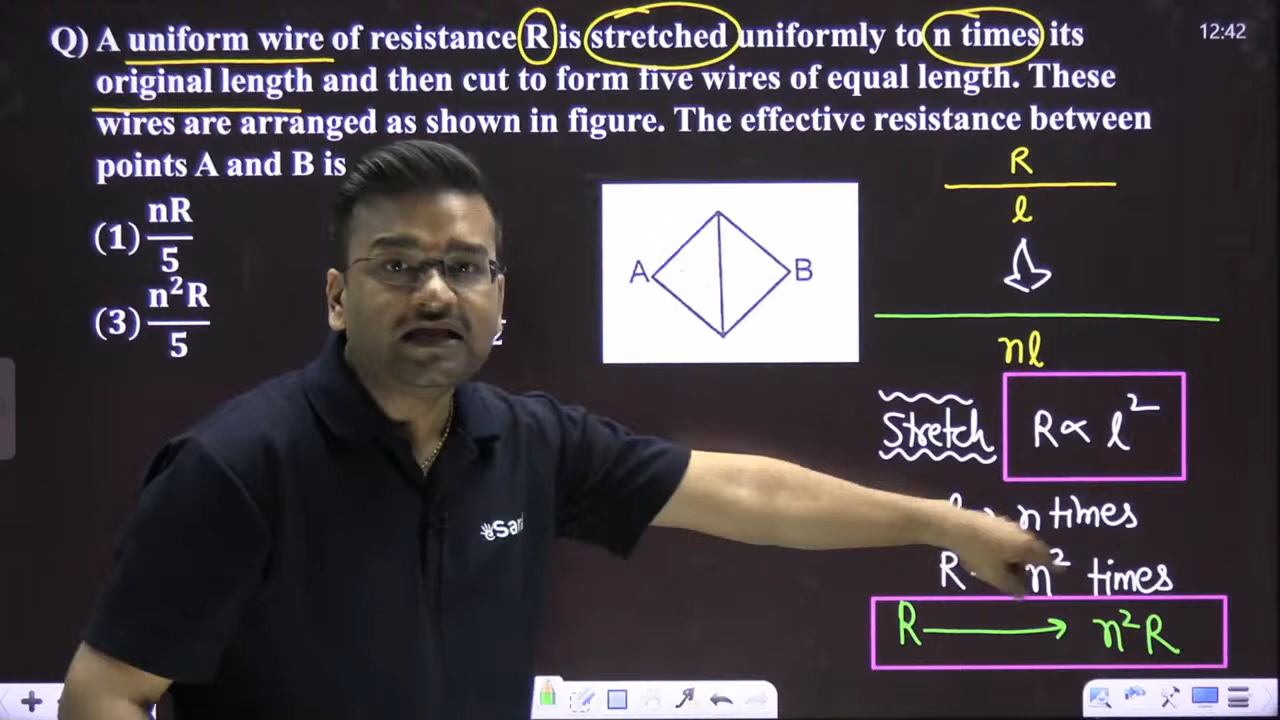 Q) A uniform wire of resistance R is stretched uniformly to n times its
12:42
original length and then cut to form five wires of equal length. These
wires are arranged as shown in figure. The effective resistance between
points A and B is
(1) nR/5
(3) n²R/5
A B
R
l
nl
Stretch R ∝ l²
n times
R n² times
R → n²R
eSar